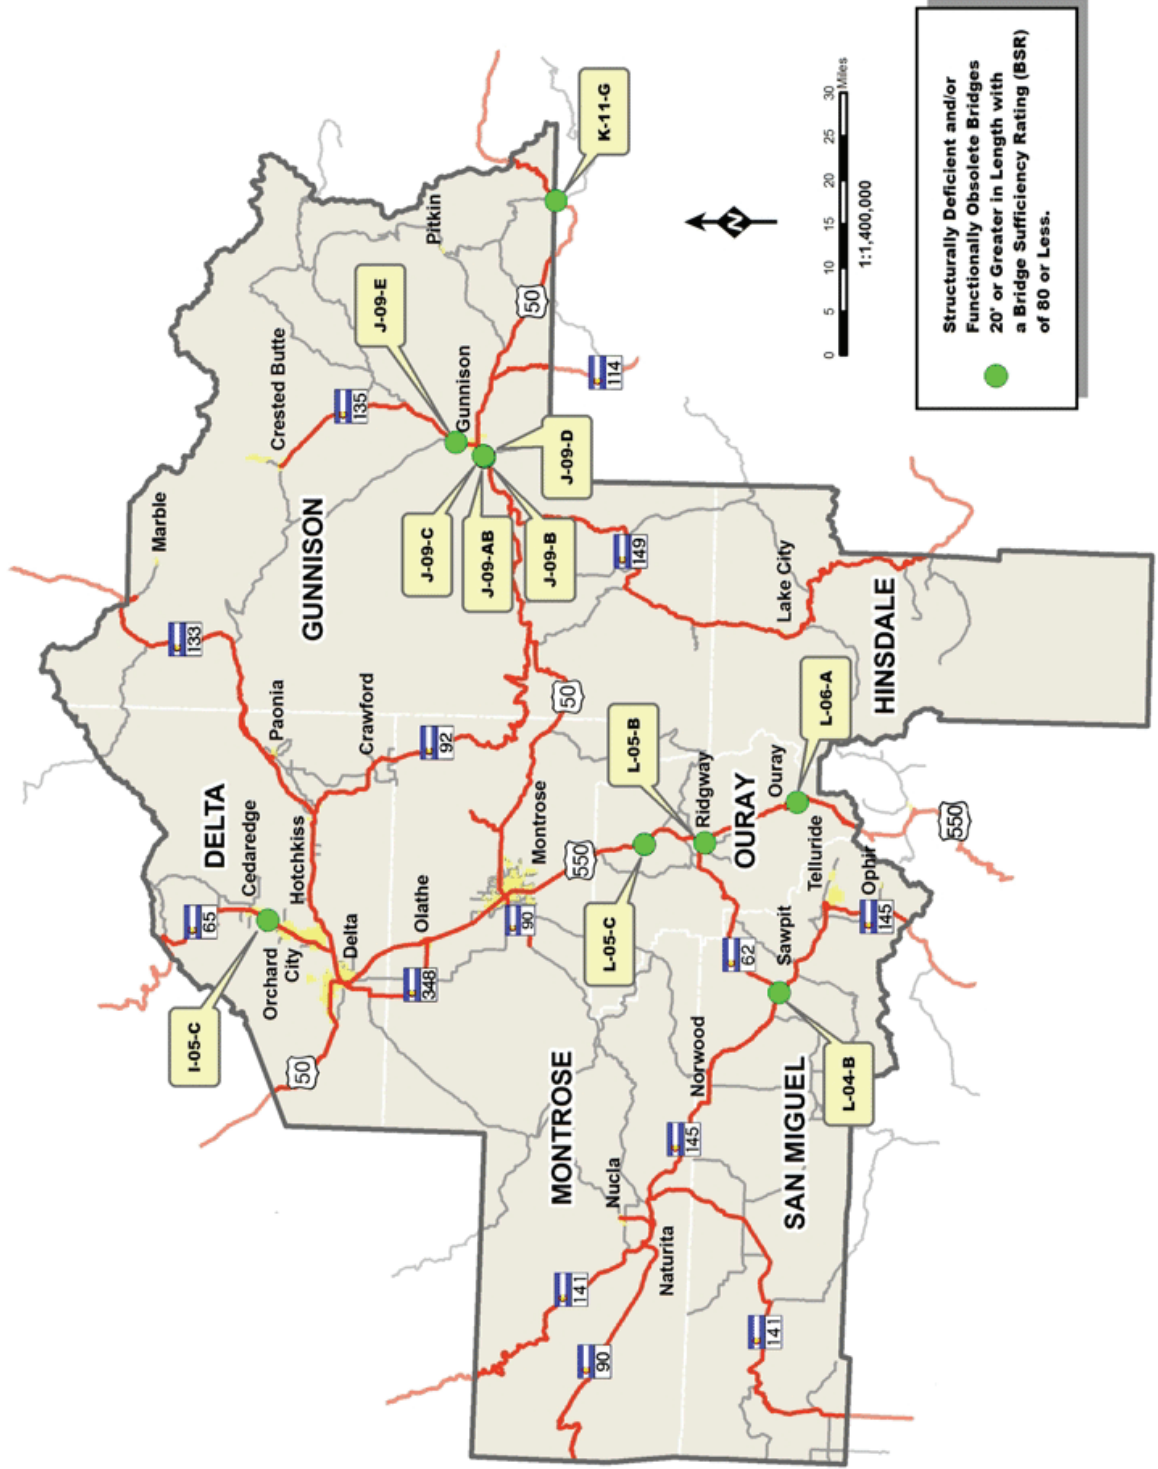 I-05-C
65
Cedaredge
DELTA
Orchard
City
Hotchkiss
Paonia
133
Marble
Crested Butte
135
GUNNISON
J-09-E
Pitkin
K-11-G
50
Delta
Crawford
92
Gunnison
50
348
Olathe
J-09-C
J-09-AB
J-09-B
J-09-D
114
MONTROSE
90
Montrose
50
149
141
Nucla
L-05-C
550
L-05-B
90
Naturita
145
Norwood
62
Ridgway
Lake City
141
SAN MIGUEL
Sawpit
OURAY
Ouray
L-06-A
Telluride
L-04-B
145
Ophir
HINSDALE
550
N
0 5 10 15 20 25 30
Miles
1:1,400,000
Structurally Deficient and/or
Functionally Obsolete Bridges
20' or Greater in Length with
a Bridge Sufficiency Rating (BSR)
of 80 or Less.